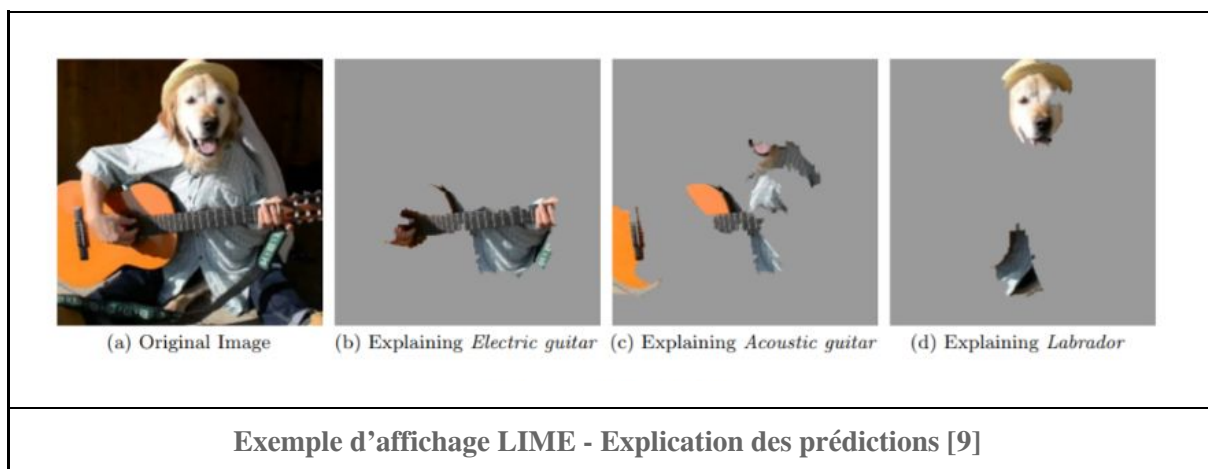 (a) Original Image (b) Explaining Electric guitar (c) Explaining Acoustic guitar (d) Explaining Labrador
Exemple d'affichage LIME - Explication des prédictions [9]